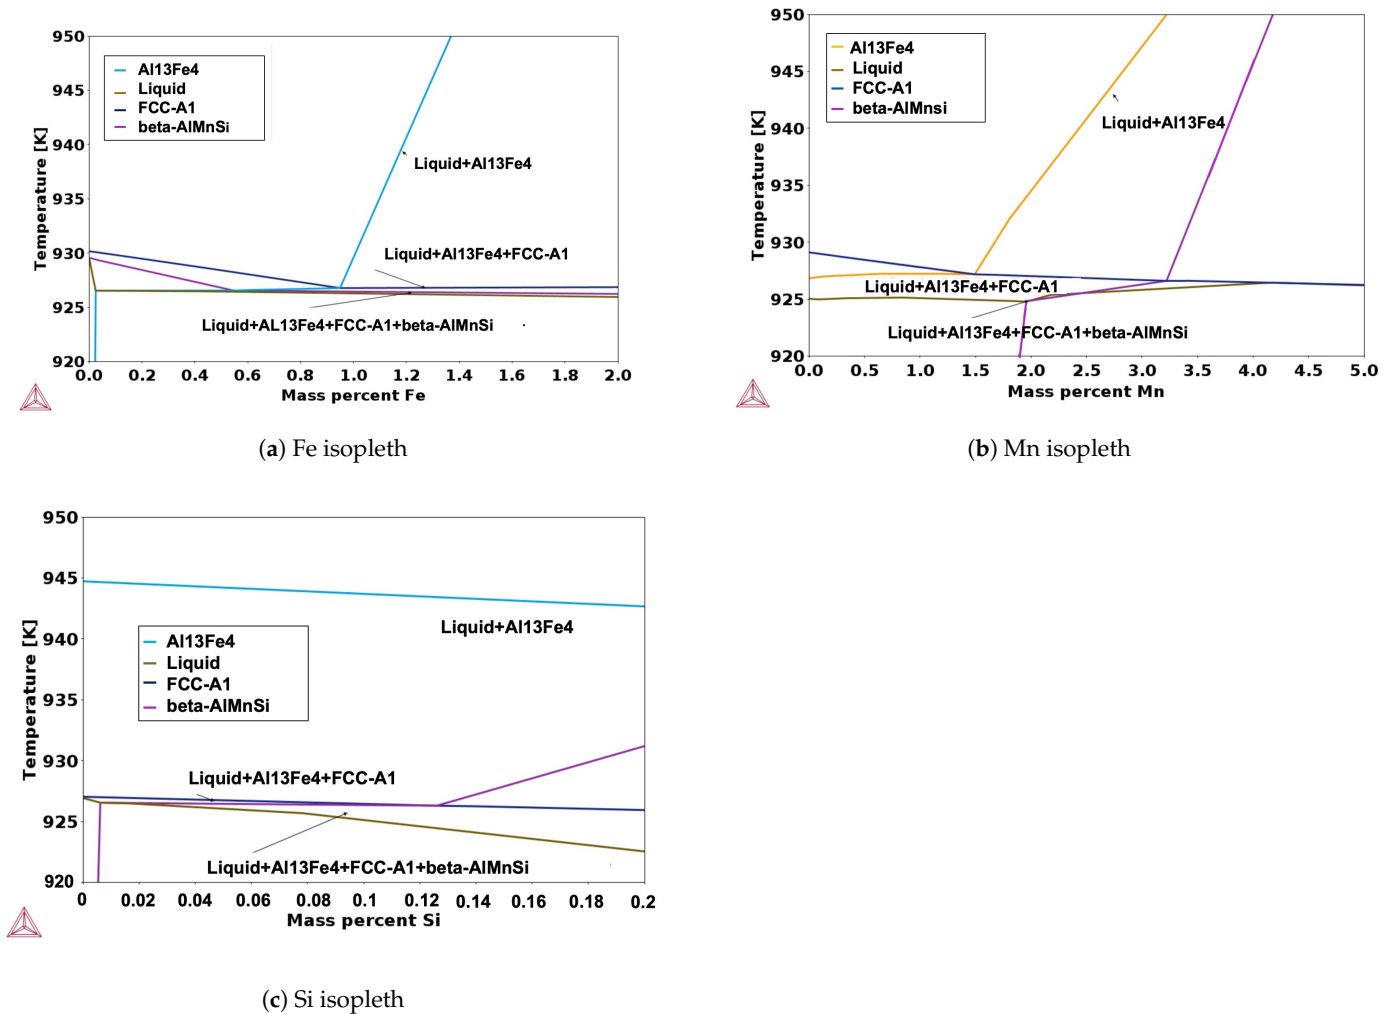 950
945
940
935
930
925
920
Temperature [K]
Al13Fe4
Liquid
FCC-A1
beta-AlMnSi
Liquid+Al13Fe4
Liquid+Al13Fe4+FCC-A1
Liquid+AL13Fe4+FCC-A1+beta-AlMnSi
0.0 0.2 0.4 0.6 0.8 1.0 1.2 1.4 1.6 1.8 2.0
Mass percent Fe
(a) Fe isopleth
950
945
940
935
930
925
920
Temperature [K]
Al13Fe4
Liquid
FCC-A1
beta-AlMnsi
Liquid+Al13Fe4
Liquid+Al13Fe4+FCC-A1
Liquid+Al3Fe4+FCC-A1+beta-AlMnSi
0.0 0.5 1.0 1.5 2.0 2.5 3.0 3.5 4.0 4.5 5.0
Mass percent Mn
(b) Mn isopleth
950
945
940
935
930
925
920
Temperature [K]
Al13Fe4
Liquid
FCC-A1
beta-AlMnSi
Liquid+Al13Fe4
Liquid+Al13Fe4+FCC-A1
Liquid+Al13Fe4+FCC-A1+beta-AlMnSi
0 0.02 0.04 0.06 0.08 0.1 0.12 0.14 0.16 0.18 0.2
Mass percent Si
(c) Si isopleth